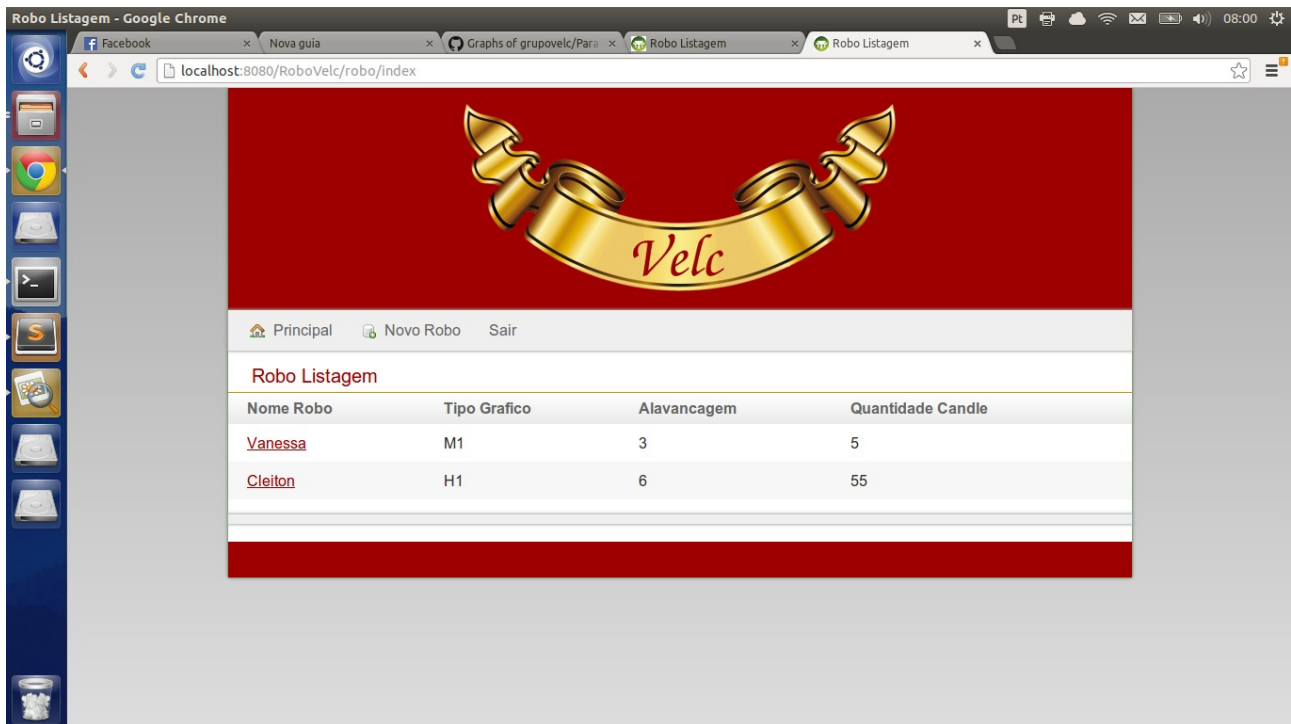 Robo Listagem - Google Chrome
Pt
08:00
Facebook
Nova guia
Graphs of grupovelc/Para
Robo Listagem
Robo Listagem
localhost:8080/RoboVelc/robo/index
Velc
Principal Novo Robo Sair
Robo Listagem
Nome Robo Tipo Grafico Alavancagem Quantidade Candle
Vanessa M1 3 5
Cleiton H1 6 55